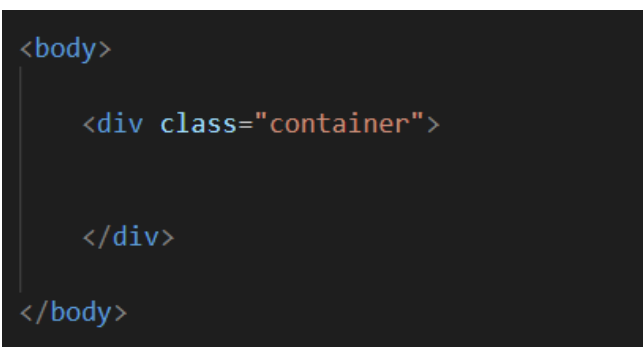 <body>
<div class="container">
</div>
</body>